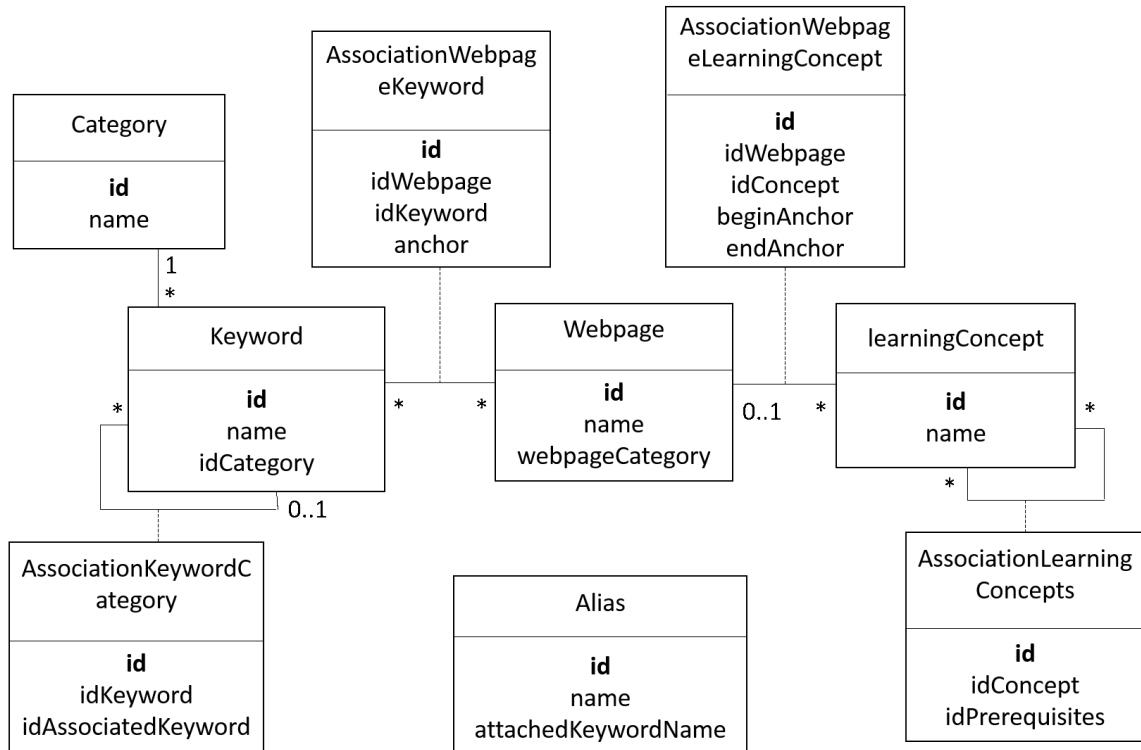 AssociationWebpag
eKeyword
id
idWebpage
idKeyword
anchor
AssociationWebpag
eLearningConcept
id
idWebpage
idConcept
beginAnchor
endAnchor
Category
id
name
1
*
Keyword
id
name
idCategory
*
0..1
*
*
Webpage
id
name
webpageCategory
0..1
*
learningConcept
id
name
*
*
AssociationKeywordC
ategory
id
idKeyword
idAssociatedKeyword
Alias
id
name
attachedKeywordName
AssociationLearning
Concepts
id
idConcept
idPrerequisites